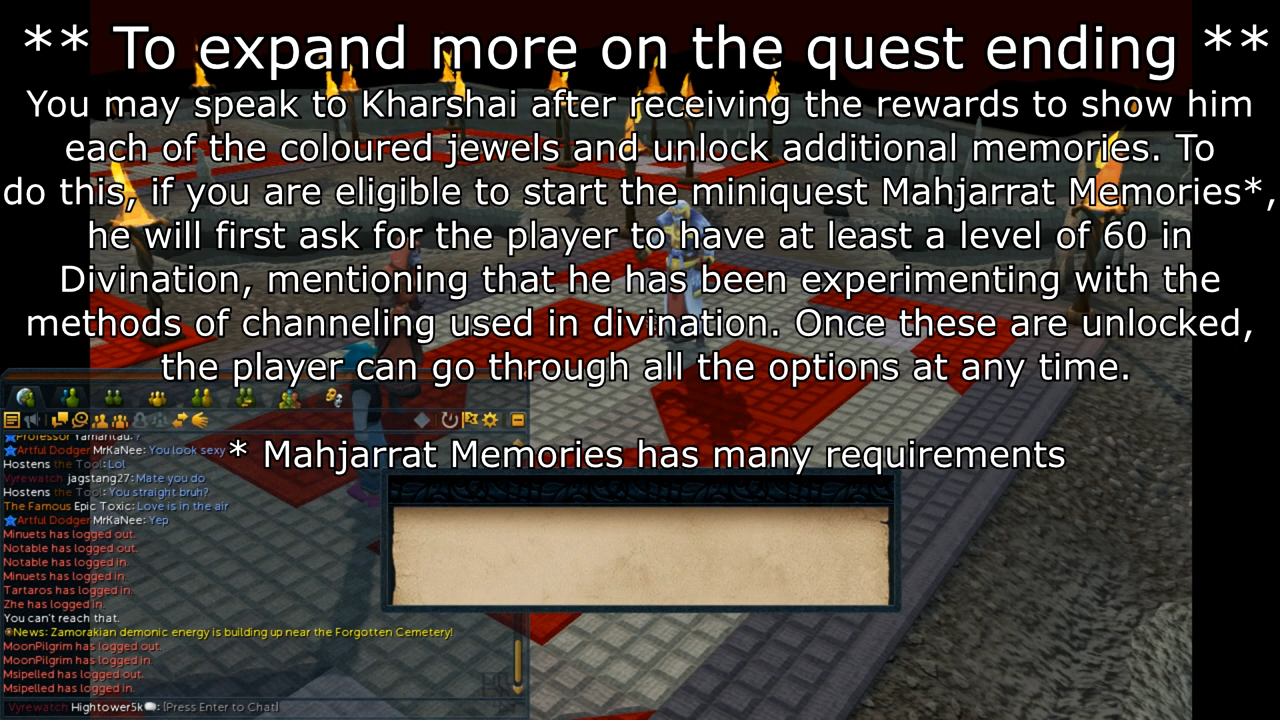 ** To expand more on the quest ending **
You may speak to Kharshai after receiving the rewards to show him
each of the coloured jewels and unlock additional memories. To
do this, if you are eligible to start the miniquest Mahjarrat Memories*,
he will first ask for the player to have at least a level of 60 in
Divination, mentioning that he has been experimenting with the
methods of channeling used in divination. Once these are unlocked,
the player can go through all the options at any time.
* Mahjarrat Memories has many requirements
Professor Yamantau: ?
Artful Dodger MrKaNee: You look sexy
Hostens the Tool: Lol
Vyrewatch jagstang27: Mate you do
Hostens the Tool: You straight bruh?
The Famous Epic Toxic: Love is in the air
Artful Dodger MrKaNee: Yep
Minuets has logged out.
Notable has logged out.
Notable has logged in.
Minuets has logged in.
Tartaros has logged in.
Zhe has logged in.
You can't reach that.
News: Zamorakian demonic energy is building up near the Forgotten Cemetery!
MoonPilgrim has logged out.
MoonPilgrim has logged in.
Msipelled has logged out.
Msipelled has logged in.
Vyrewatch Hightower5k: [Press Enter to Chat]